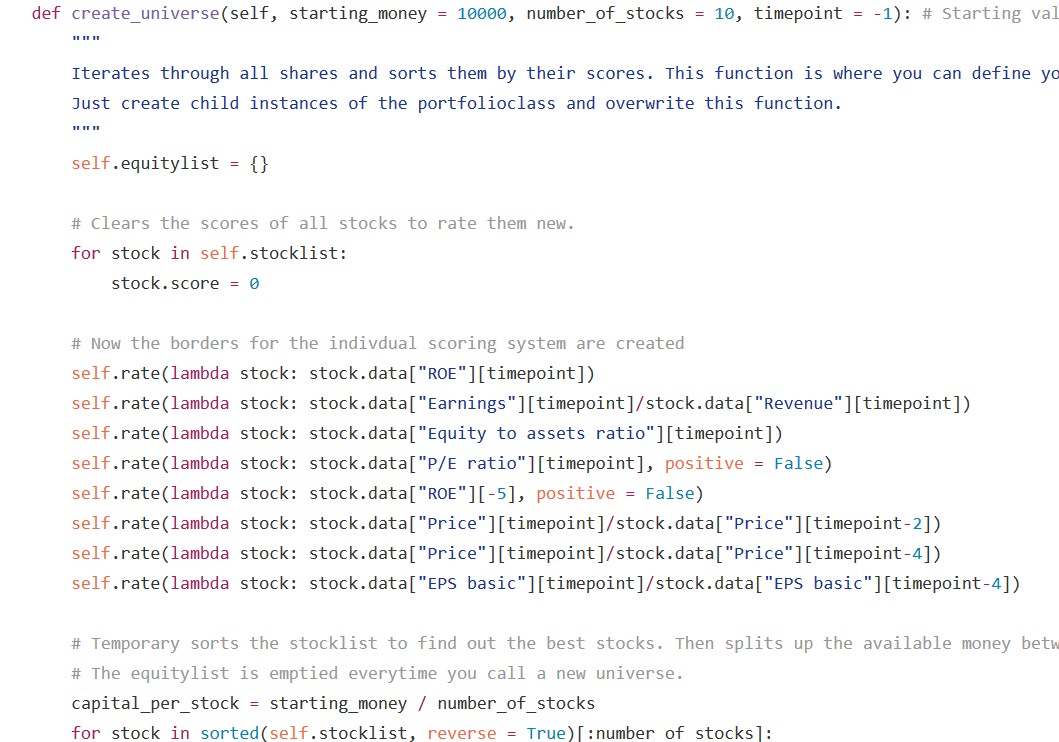 def create_universe(self, starting_money = 10000, number_of_stocks = 10, timepoint = -1): # Starting
"""
Iterates through all shares and sorts them by their scores. This function is where you can define
Just create child instances of the portfolioclass and overwrite this function.
"""
self.equitylist = {}
# Clears the scores of all stocks to rate them new.
for stock in self.stocklist:
stock.score = 0
# Now the borders for the indivdual scoring system are created
self.rate(lambda stock: stock.data["ROE"][timepoint])
self.rate(lambda stock: stock.data["Earnings"][timepoint]/stock.data["Revenue"][timepoint])
self.rate(lambda stock: stock.data["Equity to assets ratio"][timepoint])
self.rate(lambda stock: stock.data["P/E ratio"][timepoint], positive = False)
self.rate(lambda stock: stock.data["ROE"][-5], positive = False)
self.rate(lambda stock: stock.data["Price"][timepoint]/stock.data["Price"][timepoint-2])
self.rate(lambda stock: stock.data["Price"][timepoint]/stock.data["Price"][timepoint-4])
self.rate(lambda stock: stock.data["EPS basic"][timepoint]/stock.data["EPS basic"][timepoint-4])
# Temporary sorts the stocklist to find out the best stocks. Then splits up the available money
# The equitylist is emptied everytime you call a new universe.
capital_per_stock = starting_money / number_of_stocks
for stock in sorted(self.stocklist, reverse = True)[:number_of_stocks]: